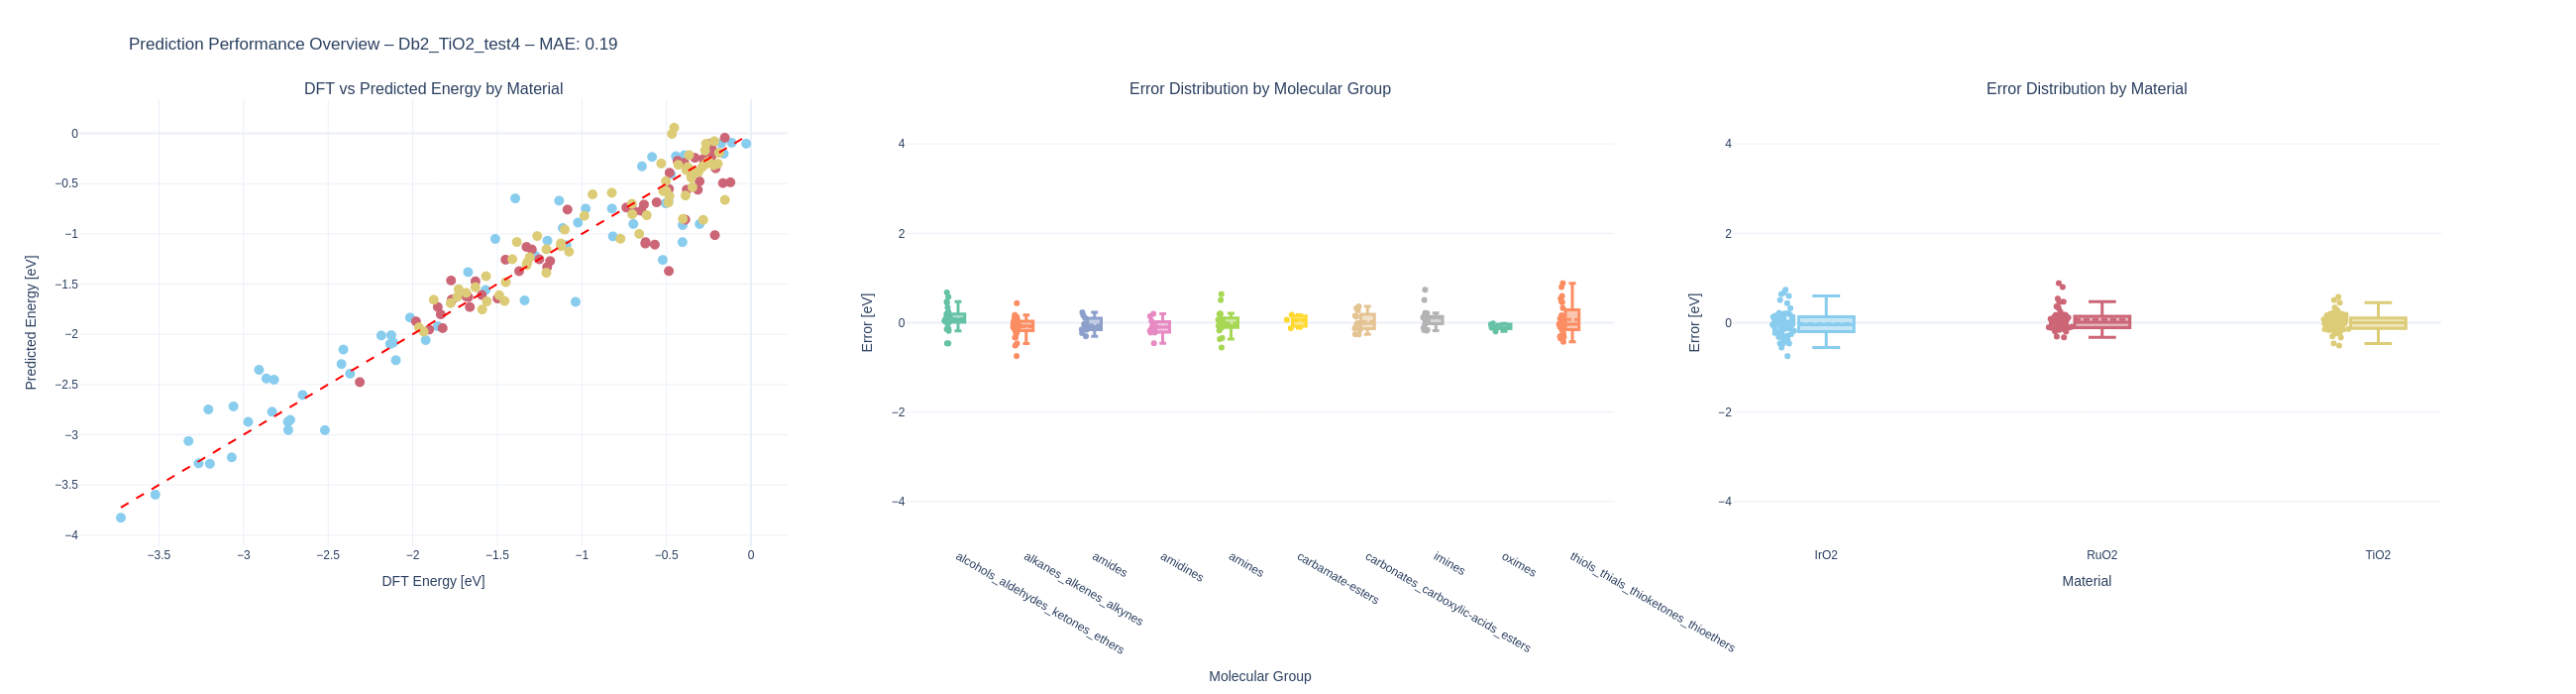 Prediction Performance Overview – Db2_TiO2_test4 – MAE: 0.19
DFT vs Predicted Energy by Material
0
−0.5
−1
−1.5
−2
−2.5
−3
−3.5
−4
Predicted Energy [eV]
−3.5
−3
−2.5
−2
−1.5
−1
−0.5
0
DFT Energy [eV]
Error Distribution by Molecular Group
4
2
0
−2
−4
Error [eV]
alcohols_aldehydes_ketones_ethers
alkanes_alkenes_alkynes
amides
amidines
amines
carbamate-esters
carbonates_carboxylic-acids_esters
imines
oximes
thiols_thials_thioketones_thioethers
Molecular Group
Error Distribution by Material
4
2
0
−2
−4
Error [eV]
IrO2
RuO2
TiO2
Material